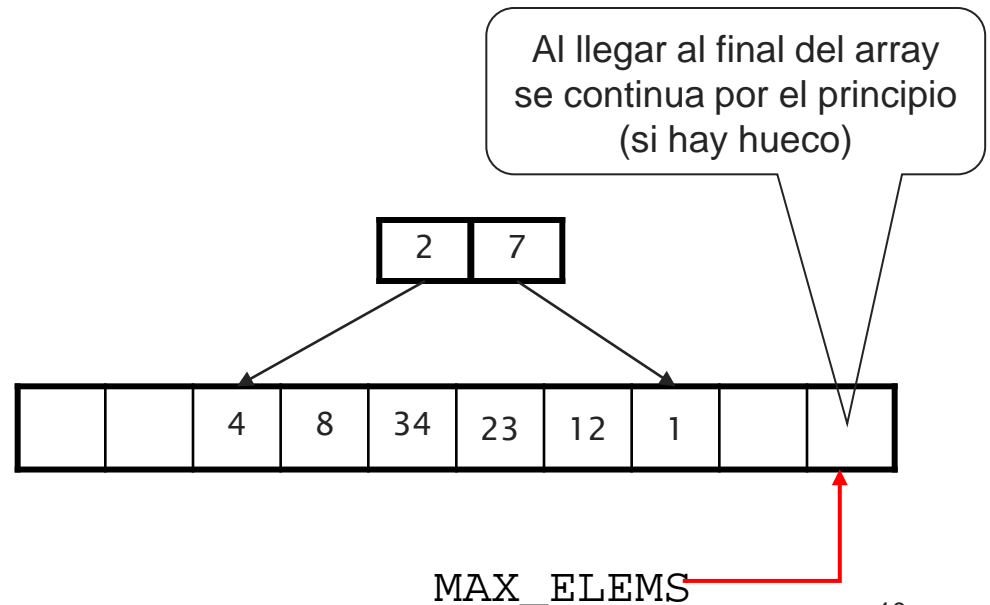 Al llegar al final del array
se continua por el principio
(si hay hueco)
2 7
4 8 34 23 12 1
MAX_ELEMS